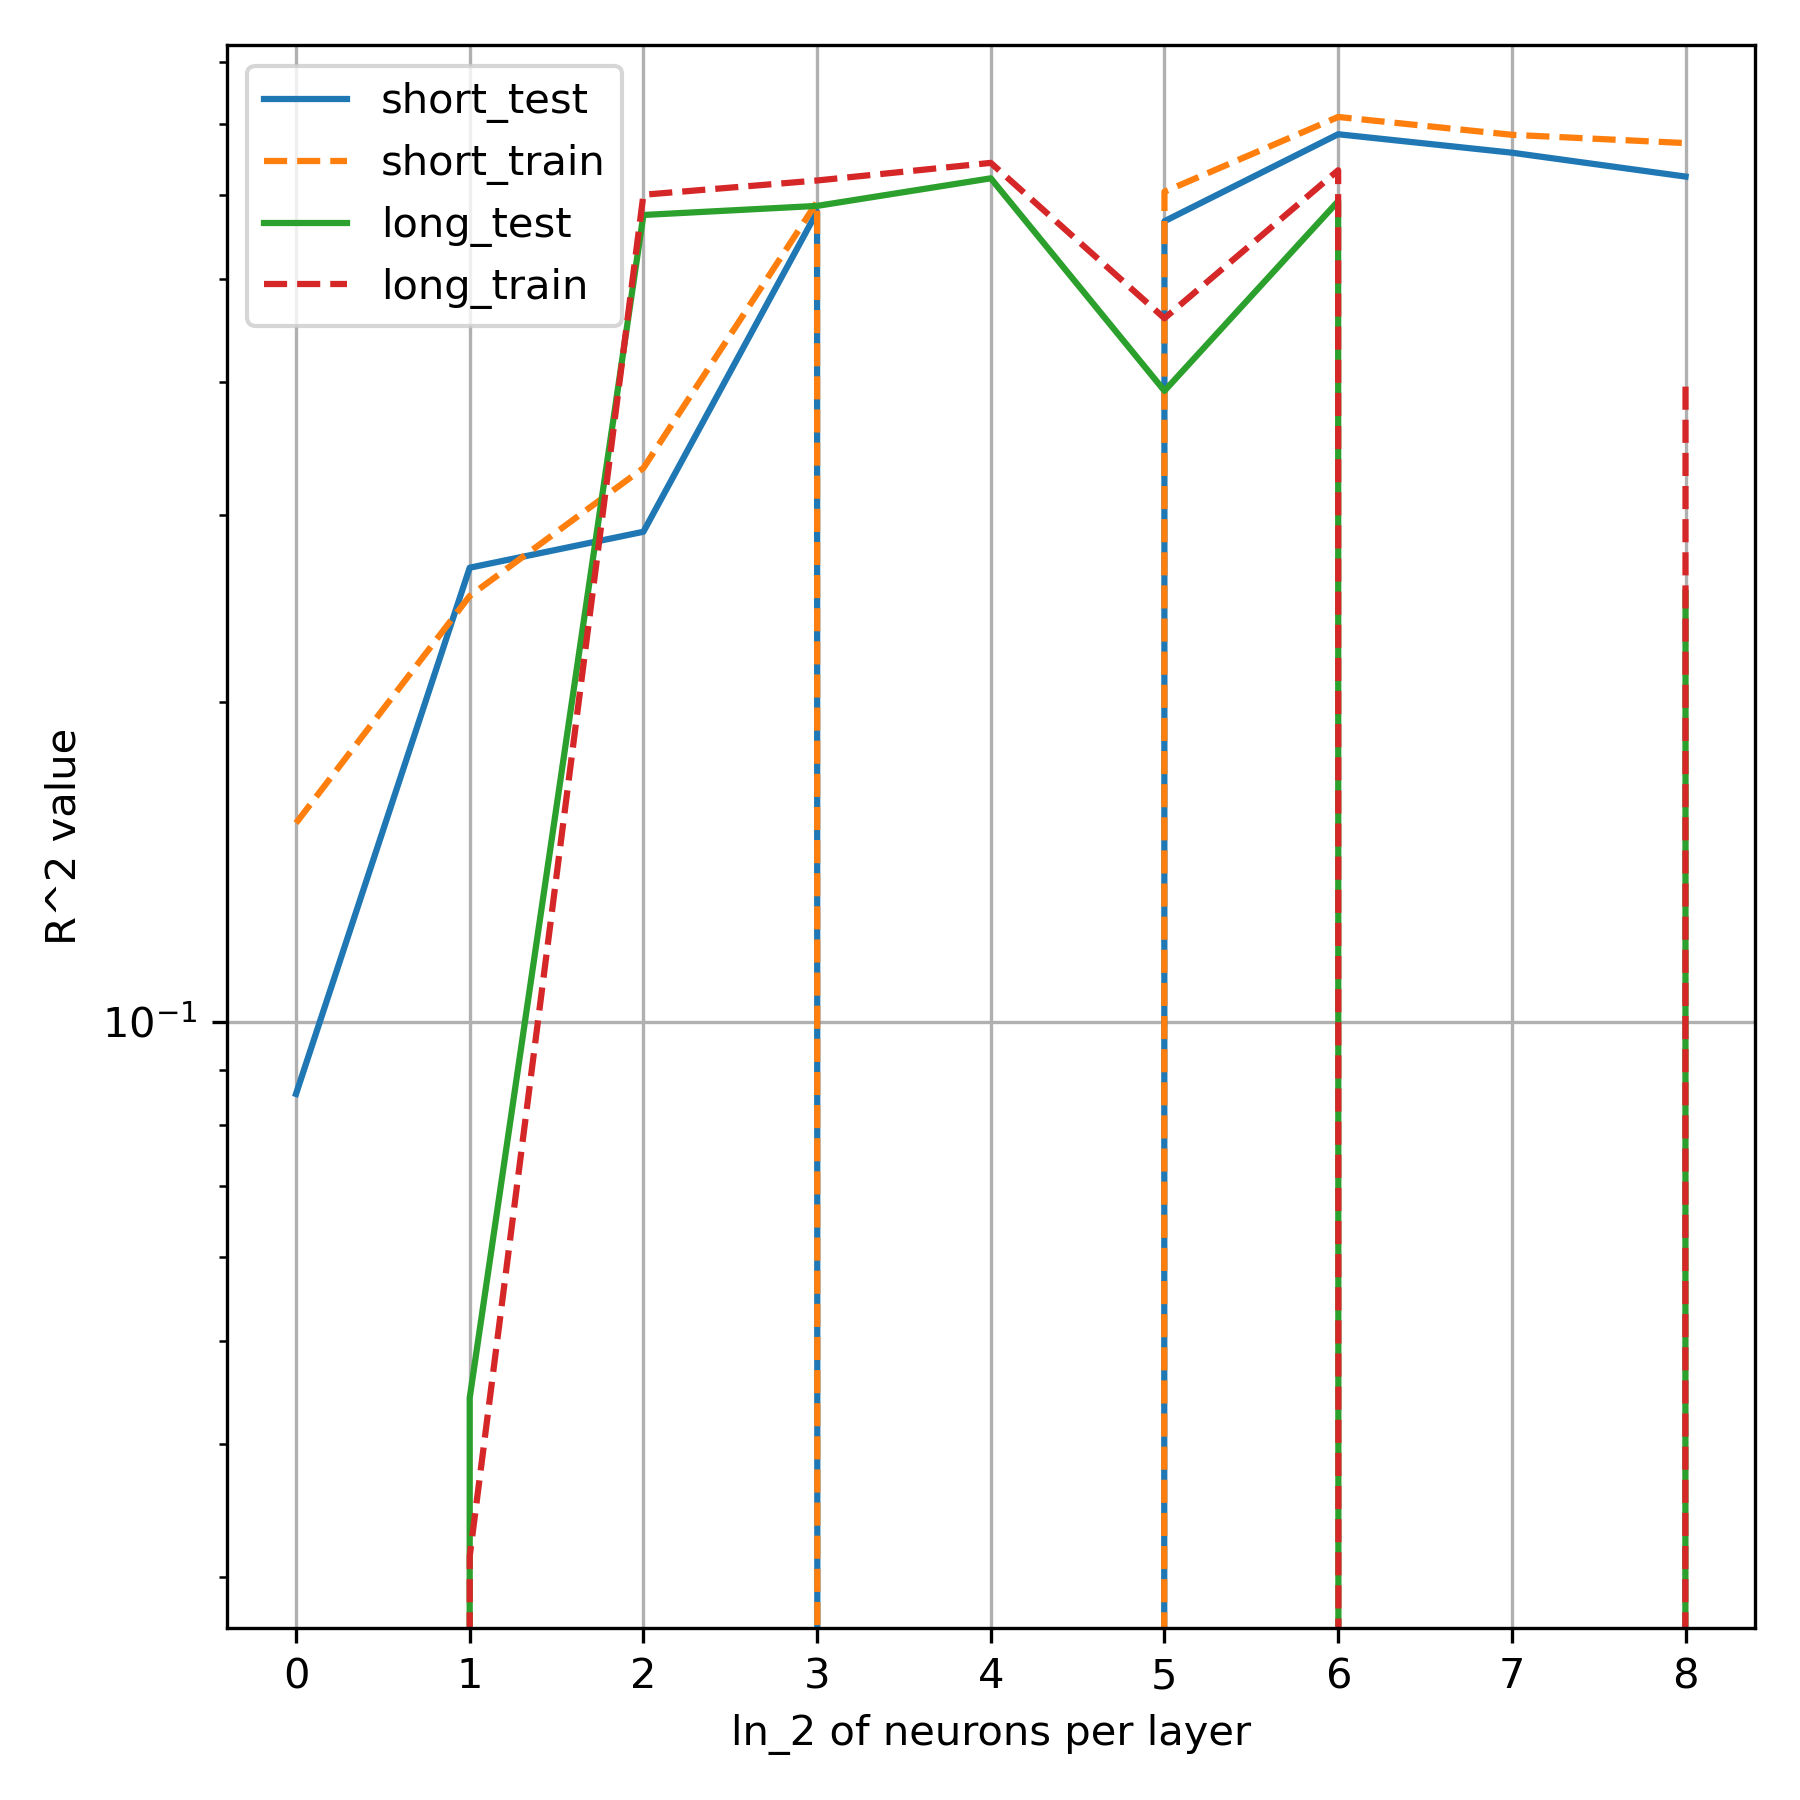 short_test
short_train
long_test
long_train
R^2 value
10⁻¹
0 1 2 3 4 5 6 7 8
ln_2 of neurons per layer